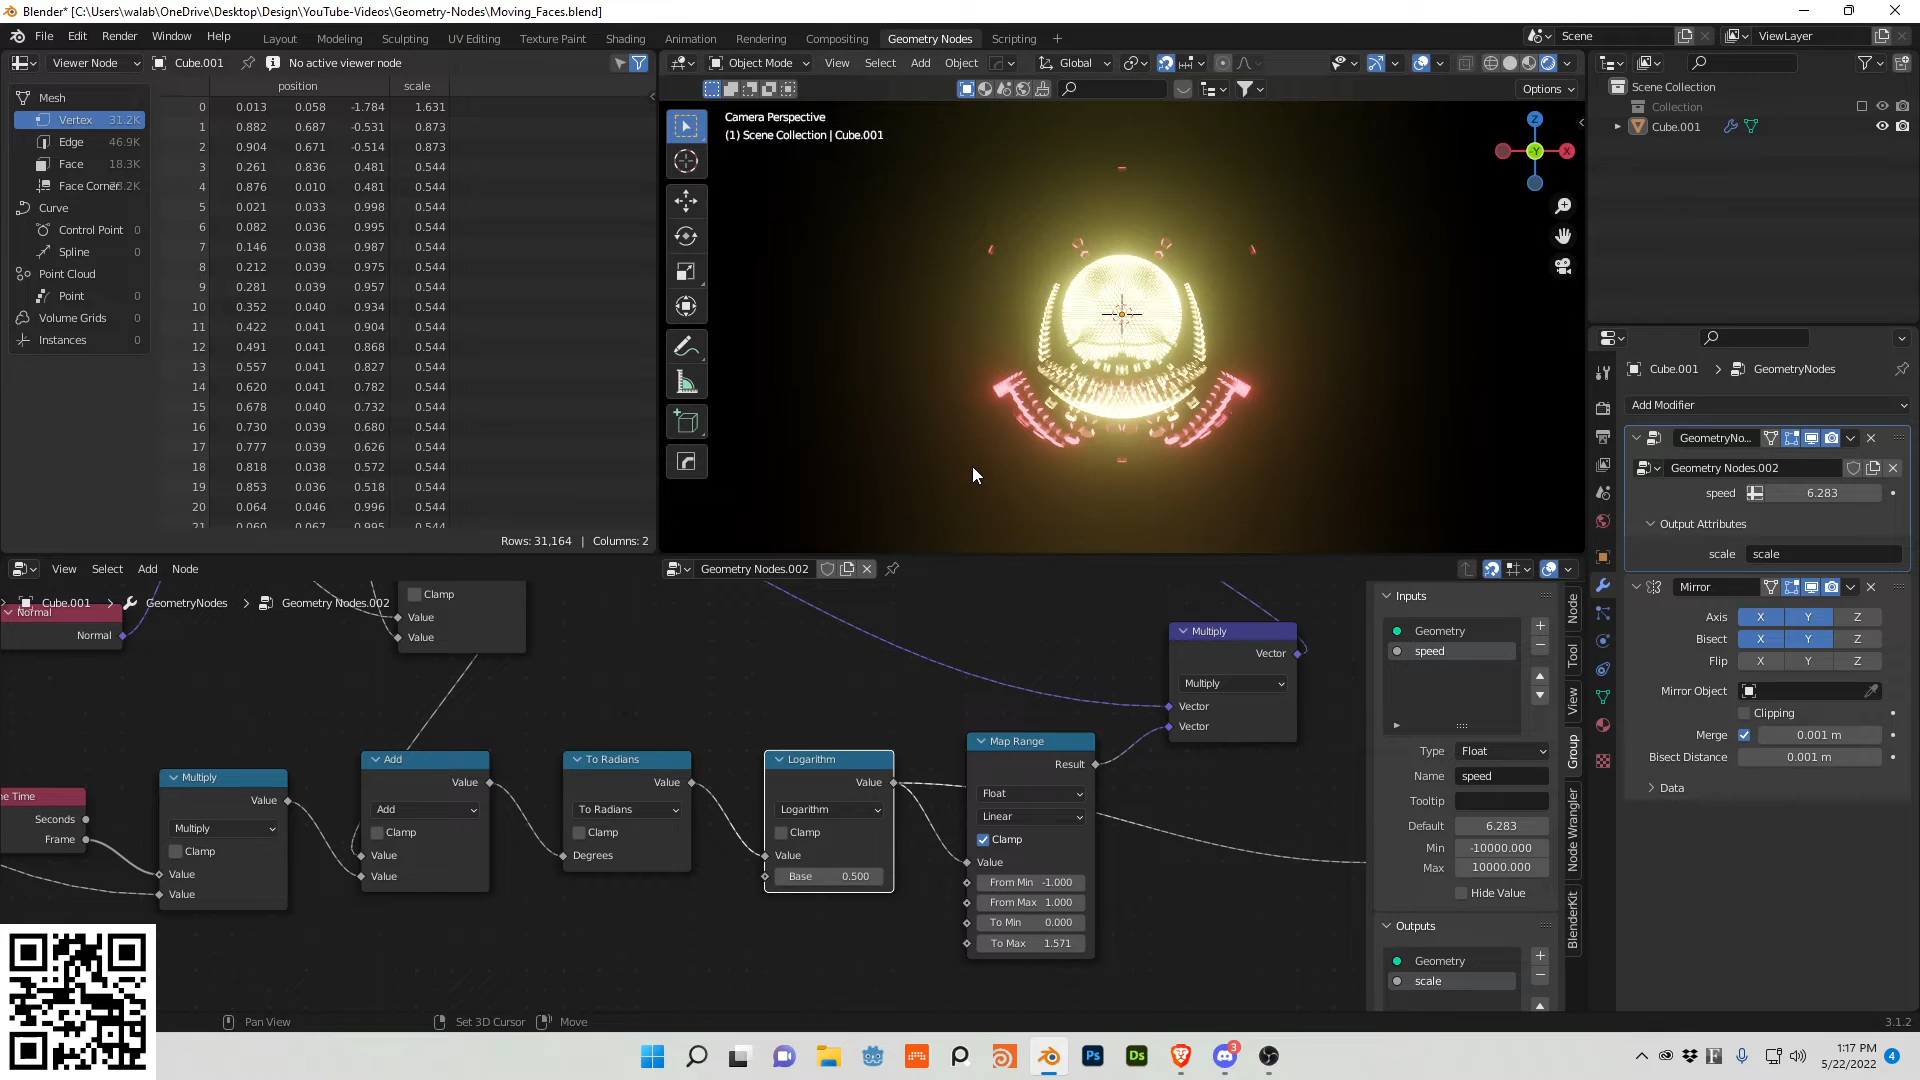 Blender* [C:\Users\walab\OneDrive\Desktop\Design\YouTube-Videos\Geometry-Nodes\Moving_Faces.blend]
File Edit Render Window Help Layout Modeling Sculpting UV Editing Texture Paint Shading Animation Rendering Compositing Geometry Nodes Scripting + Scene ViewLayer
Viewer Node Cube.001 No active viewer node
position scale
Mesh
Vertex 31.2K
Edge 46.9K
Face 18.3K
Face Corner
Curve
Control Point 0
Spline 0
Point Cloud
Point 0
Volume Grids 0
Instances 0
0 0.013 0.058 -1.784 1.631
1 0.882 0.687 -0.531 0.873
2 0.904 0.671 -0.514 0.873
3 0.261 0.836 0.481 0.544
4 0.876 0.010 0.481 0.544
5 0.021 0.033 0.998 0.544
6 0.082 0.036 0.995 0.544
7 0.146 0.038 0.987 0.544
8 0.212 0.039 0.975 0.544
9 0.281 0.039 0.957 0.544
10 0.352 0.040 0.934 0.544
11 0.422 0.041 0.904 0.544
12 0.491 0.041 0.868 0.544
13 0.557 0.041 0.827 0.544
14 0.620 0.041 0.782 0.544
15 0.678 0.040 0.732 0.544
16 0.730 0.039 0.680 0.544
17 0.777 0.039 0.626 0.544
18 0.818 0.038 0.572 0.544
19 0.853 0.036 0.518 0.544
20 0.064 0.046 0.996 0.544
21 0.060 0.067 0.995 0.544
Rows: 31,164 | Columns: 2
Object Mode View Select Add Object Global
Options
Camera Perspective
(1) Scene Collection | Cube.001
Z
-Y
X
Scene Collection
Collection
Cube.001
Cube.001 > GeometryNodes
Add Modifier
GeometryNo...
Geometry Nodes.002
speed 6.283
Output Attributes
scale scale
Mirror
Axis X Y Z
Bisect X Y Z
Flip X Y Z
Mirror Object
Clipping
Merge 0.001 m
Bisect Distance 0.001 m
Data
View Select Add Node Geometry Nodes.002
Cube.001 > GeometryNodes > Geometry Nodes.002
Normal
Normal
Clamp
Value
Value
Multiply
Vector
Multiply
Vector
Vector
ne Time
Seconds
Frame
Multiply
Value
Multiply
Clamp
Value
Value
Add
Value
Add
Clamp
Value
Value
To Radians
Value
To Radians
Clamp
Degrees
Logarithm
Value
Logarithm
Clamp
Value
Base 0.500
Map Range
Result
Float
Linear
Clamp
Value
From Min -1.000
From Max 1.000
To Min 0.000
To Max 1.571
Inputs
Geometry
speed
Type Float
Name speed
Tooltip
Default 6.283
Min -10000.000
Max 10000.000
Hide Value
Outputs
Geometry
scale
Node
Tool
View
Group
Node Wrangler
BlenderKit
Pan View Set 3D Cursor Move 3.1.2
Ps Ds 3
1:17 PM
5/22/2022 4